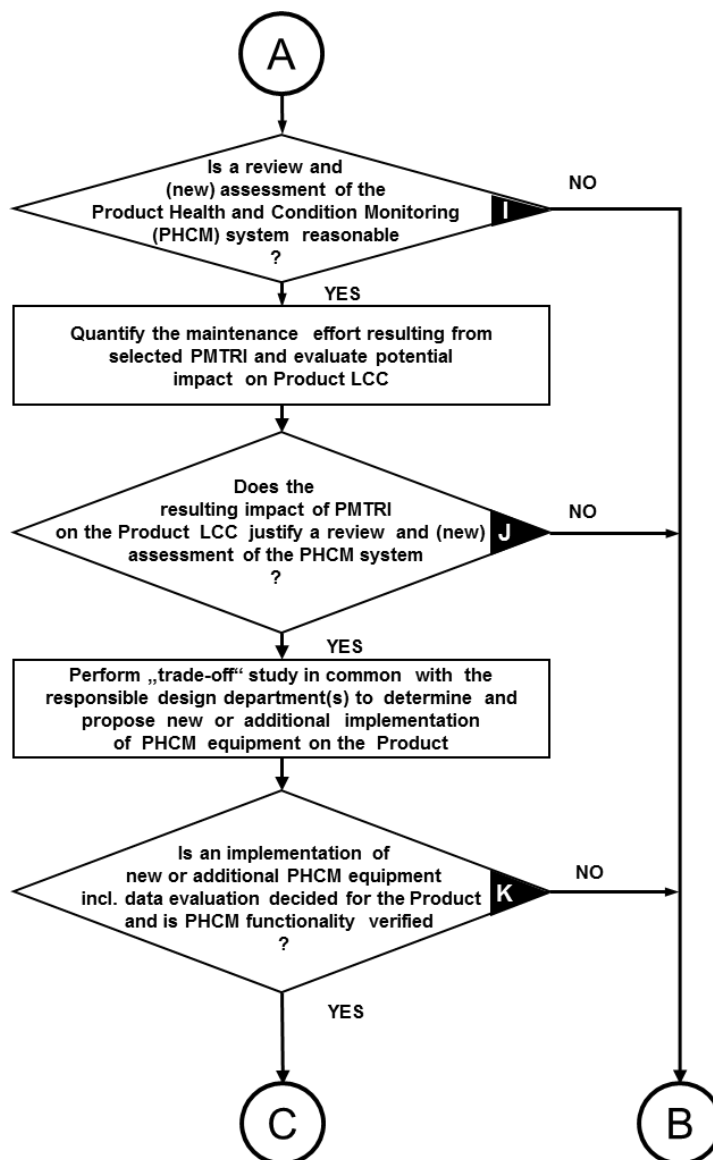 A
Is a review and
(new) assessment of the
Product Health and Condition Monitoring
(PHCM) system reasonable
?
I
NO
YES
Quantify the maintenance effort resulting from
selected PMTRI and evaluate potential
impact on Product LCC
Does the
resulting impact of PMTRI
on the Product LCC justify a review and (new)
assessment of the PHCM system
?
J
NO
YES
Perform „trade-off“ study in common with the
responsible design department(s) to determine and
propose new or additional implementation
of PHCM equipment on the Product
Is an implementation of
new or additional PHCM equipment
incl. data evaluation decided for the Product
and is PHCM functionality verified
?
K
NO
YES
C
B